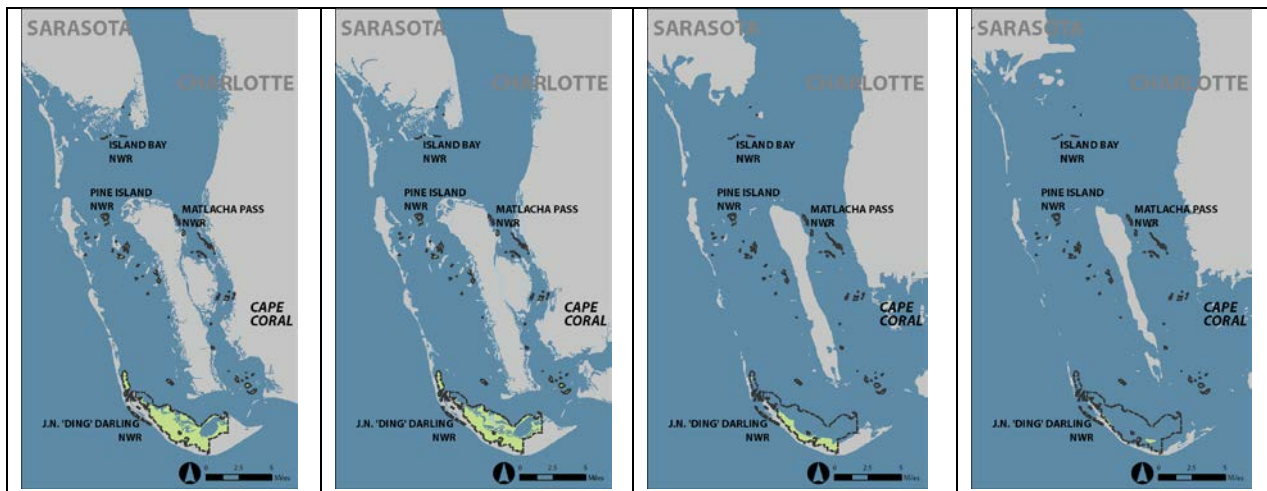 SARASOTA
CHARLOTTE
ISLAND BAY
NWR
PINE ISLAND
NWR
MATLACHA PASS
NWR
CAPE
CORAL
J.N. 'DING' DARLING
NWR
0 2.5 5
Miles
SARASOTA
CHARLOTTE
ISLAND BAY
NWR
PINE ISLAND
NWR
MATLACHA PASS
NWR
CAPE
CORAL
J.N. 'DING' DARLING
NWR
0 2.5 5
Miles
SARASOTA
CHARLOTTE
ISLAND BAY
NWR
PINE ISLAND
NWR
MATLACHA PASS
NWR
CAPE
CORAL
J.N. 'DING' DARLING
NWR
0 2.5 5
Miles
SARASOTA
CHARLOTTE
ISLAND BAY
NWR
PINE ISLAND
NWR
MATLACHA PASS
NWR
CAPE
CORAL
J.N. 'DING' DARLING
NWR
0 2.5 5
Miles